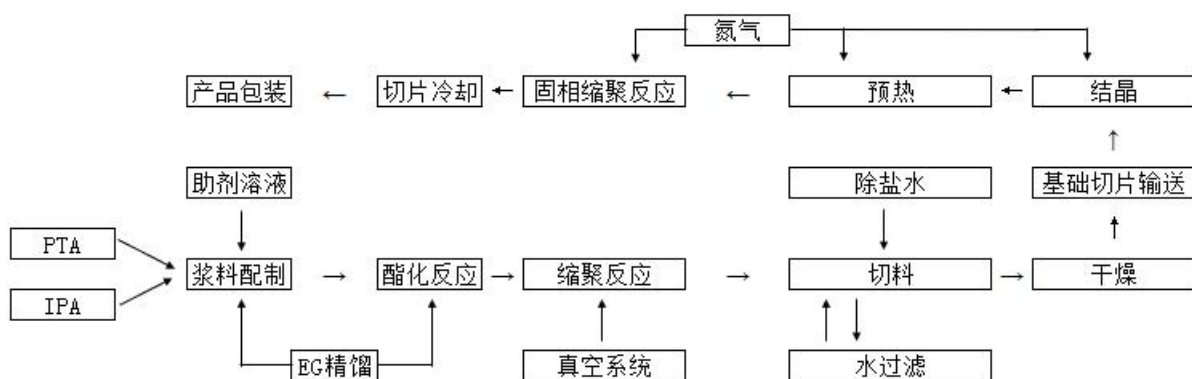 氮气
产品包装
切片冷却
固相缩聚反应
预热
结晶
助剂溶液
除盐水
基础切片输送
PTA
浆料配制
酯化反应
缩聚反应
切料
干燥
IPA
EG精馏
真空系统
水过滤